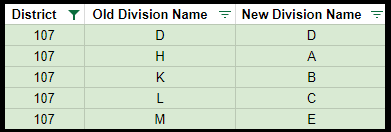 District Old Division Name New Division Name
107 D D
107 H A
107 K B
107 L C
107 M E